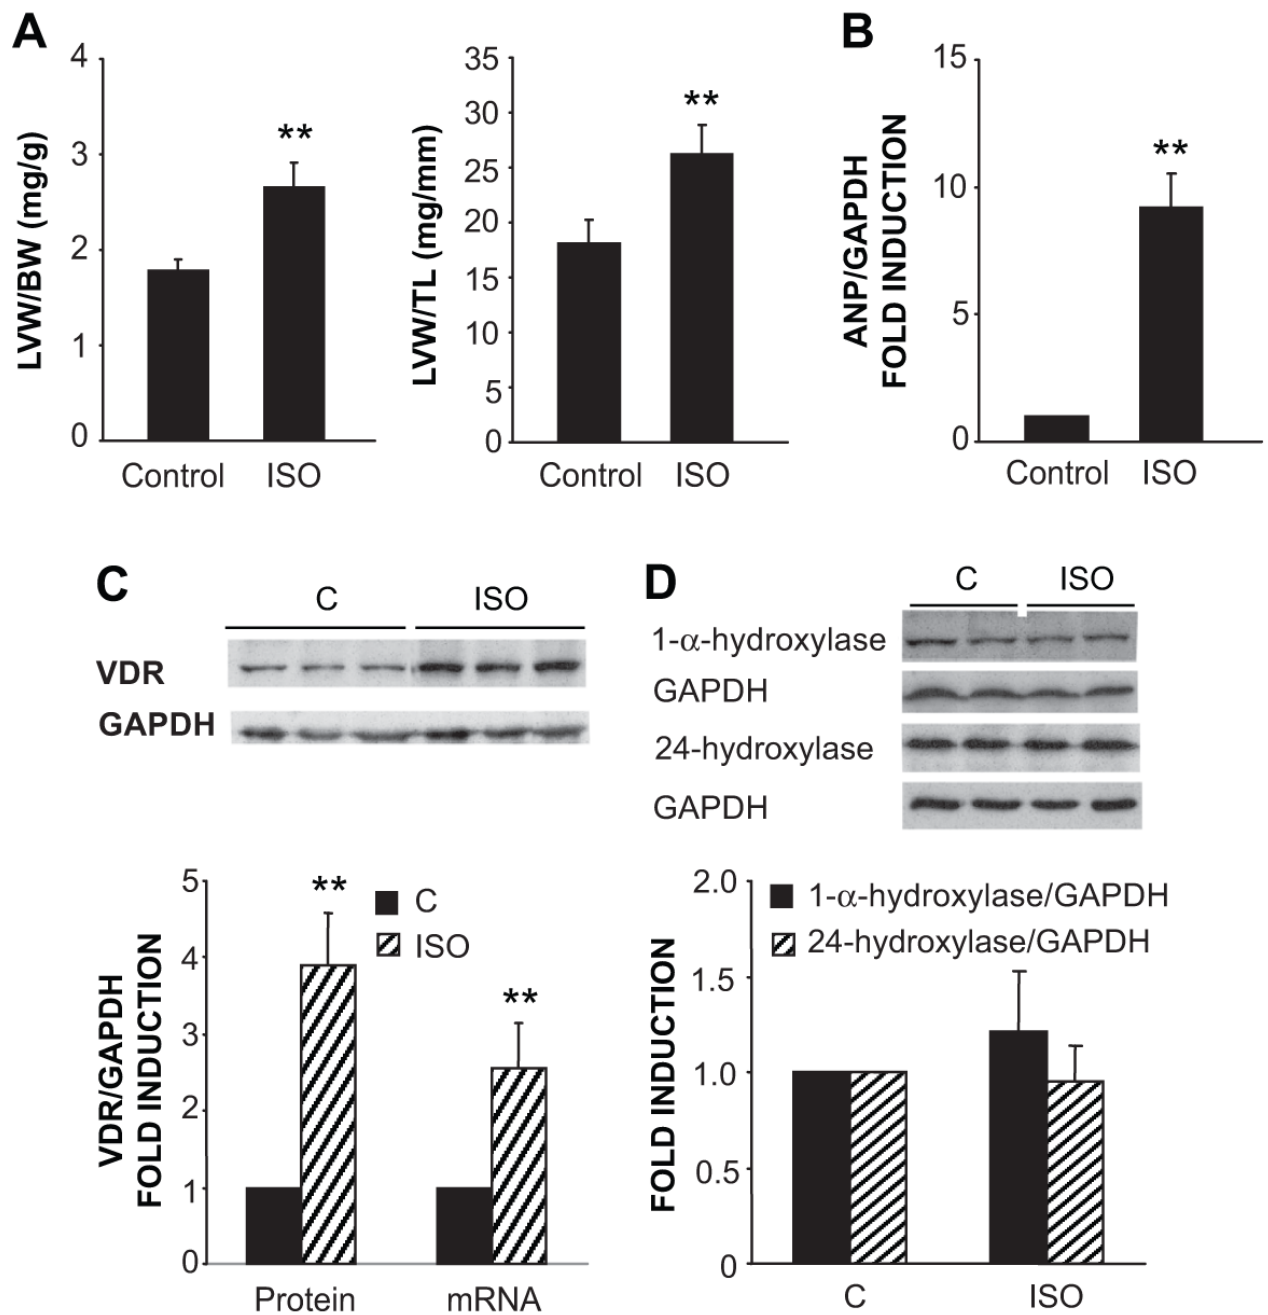 A
4
3
2
1
0
LVW/BW (mg/g)
**
Control ISO
35
30
25
20
15
10
5
0
LVW/TL (mg/mm)
**
Control ISO
B
15
10
5
0
ANP/GAPDH
FOLD INDUCTION
**
Control ISO
C
C ISO
VDR
GAPDH
5
4
3
2
1
0
VDR/GAPDH
FOLD INDUCTION
**
**
C
ISO
Protein mRNA
D
C ISO
1-α-hydroxylase
GAPDH
24-hydroxylase
GAPDH
2.0
1.5
1.0
0.5
0
FOLD INDUCTION
1-α-hydroxylase/GAPDH
24-hydroxylase/GAPDH
C ISO